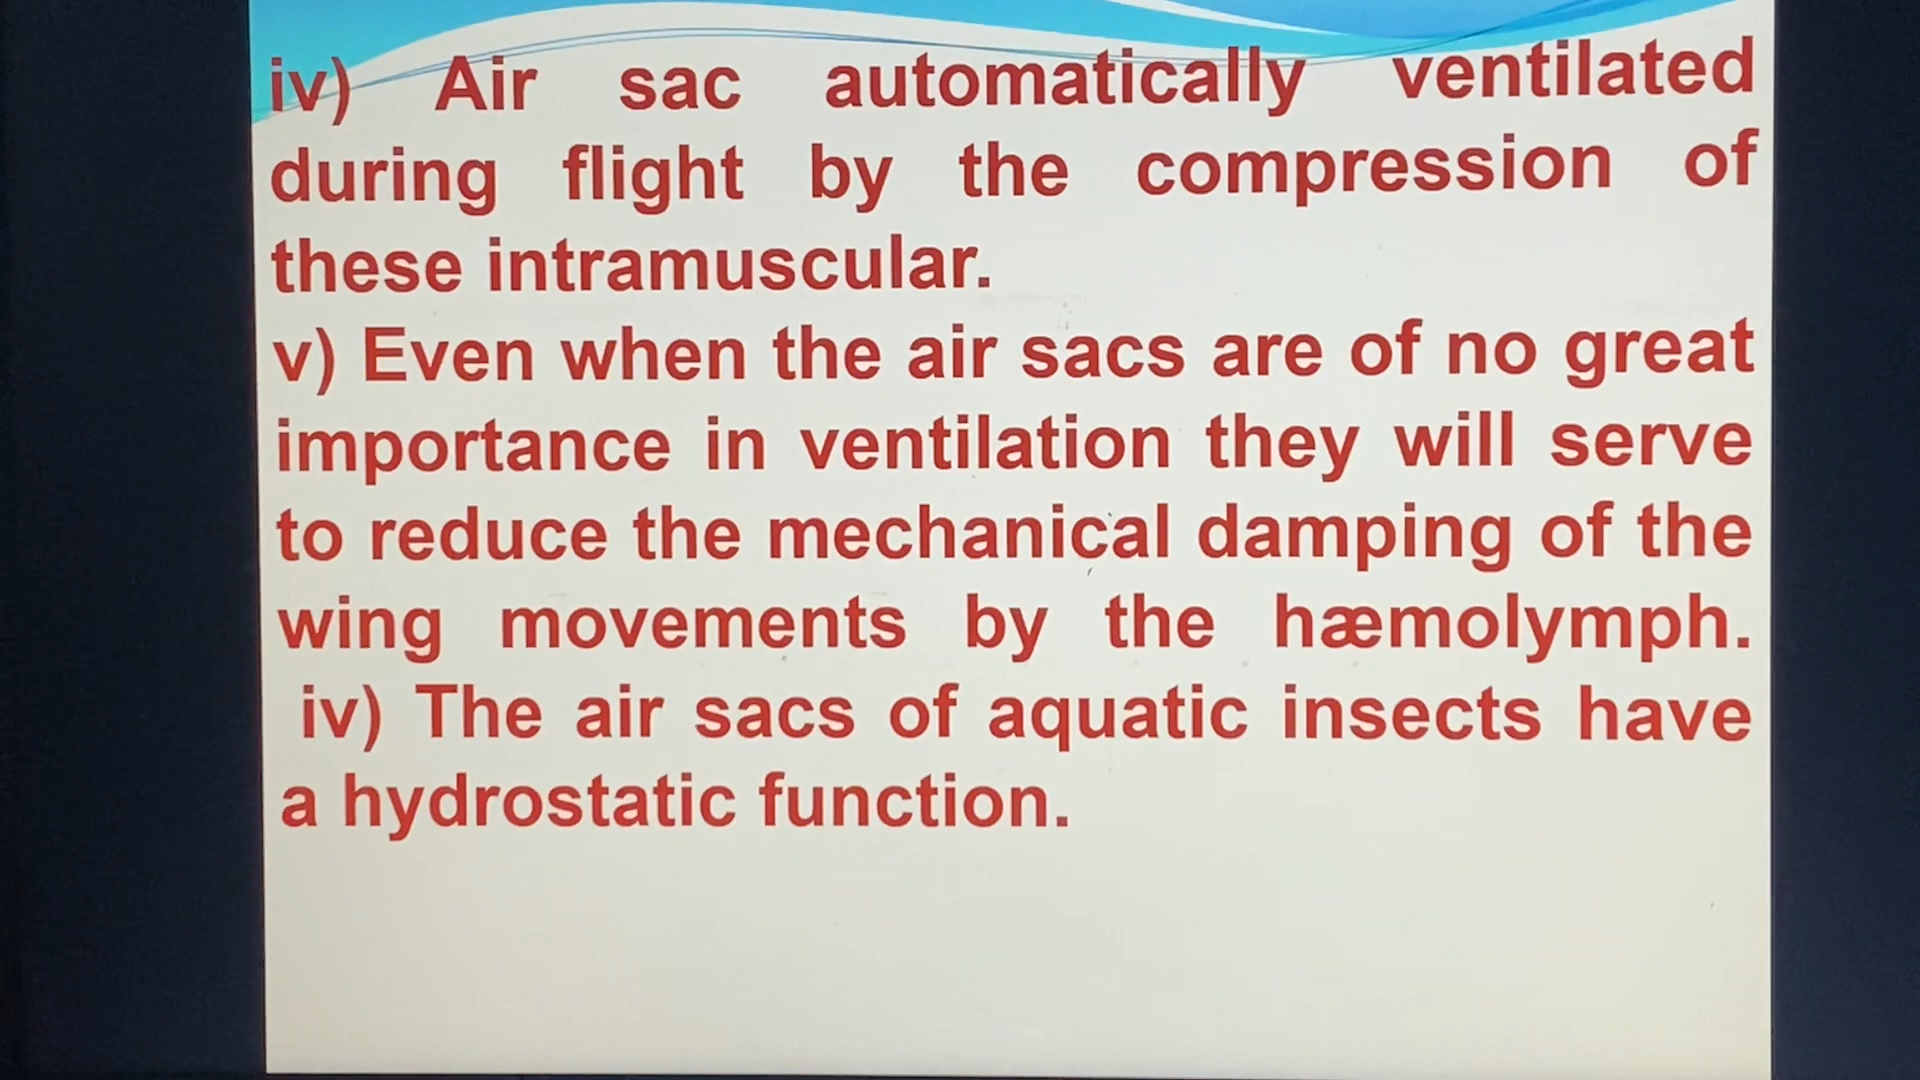 iv) Air sac automatically ventilated
during flight by the compression of
these intramuscular.
v) Even when the air sacs are of no great
importance in ventilation they will serve
to reduce the mechanical damping of the
wing movements by the hæmolymph.
iv) The air sacs of aquatic insects have
a hydrostatic function.